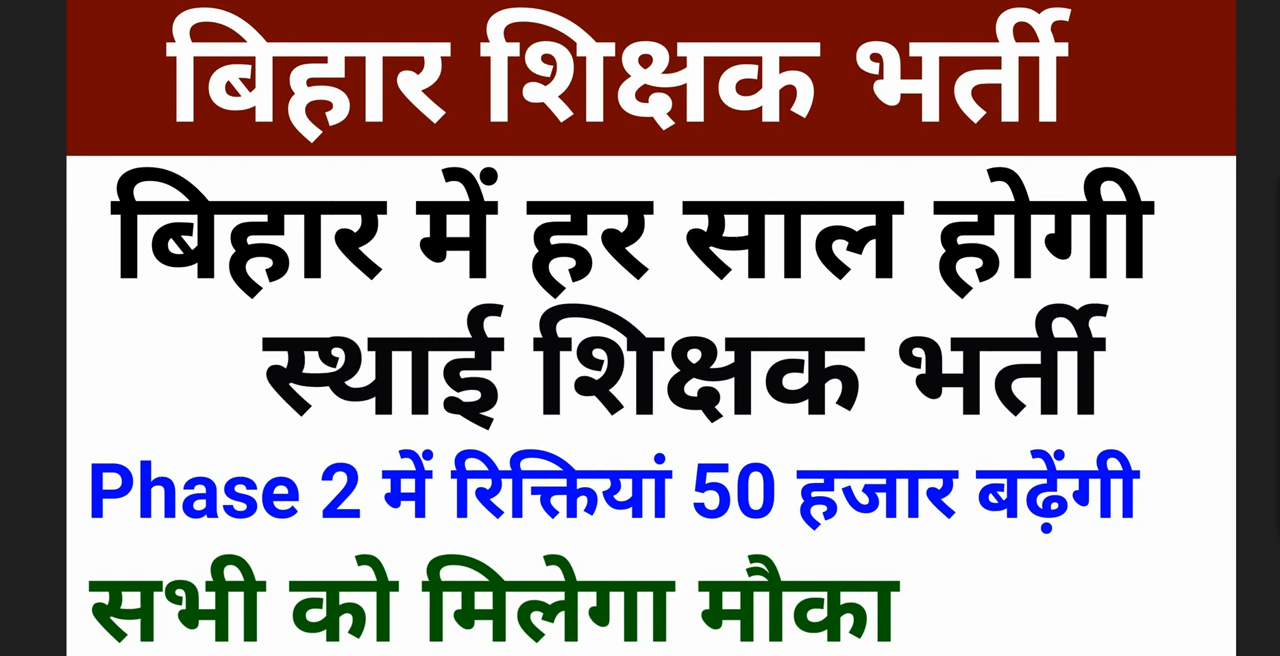 बिहार शिक्षक भर्ती
बिहार में हर साल होगी
स्थाई शिक्षक भर्ती
Phase 2 में रिक्तियां 50 हजार बढ़ेंगी
सभी को मिलेगा मौका